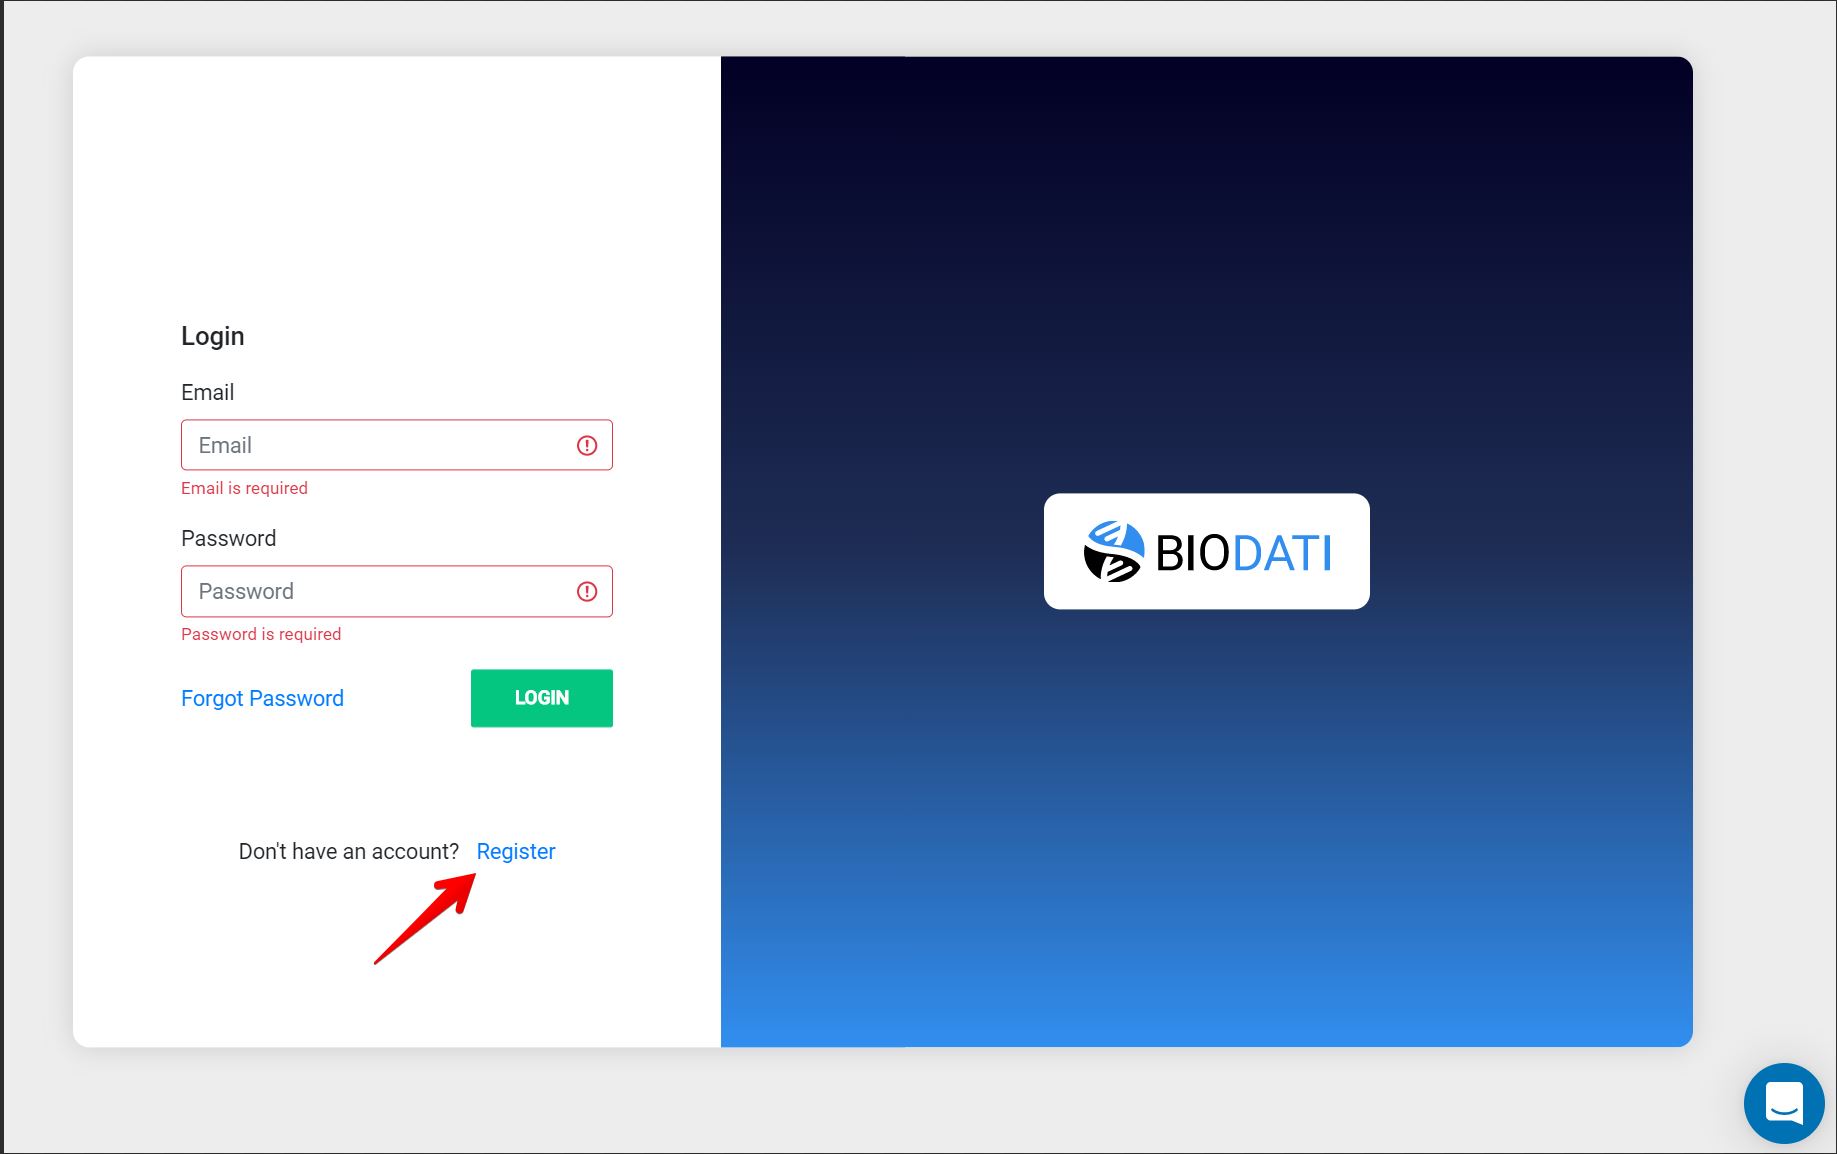 Login
Email
Email
Email is required
Password
Password
Password is required
Forgot Password
LOGIN
Don't have an account? Register
BIODATI